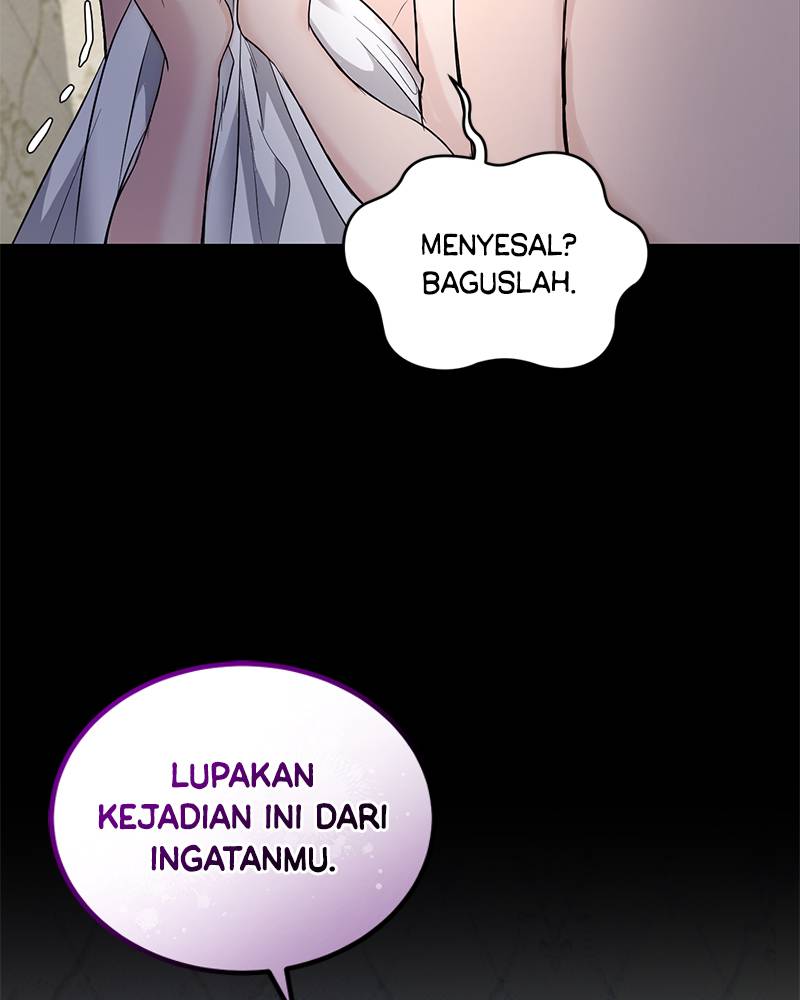 MENYESAL?
BAGUSLAH.
LUPAKAN
KEJADIAN INI DARI
INGATANMU.